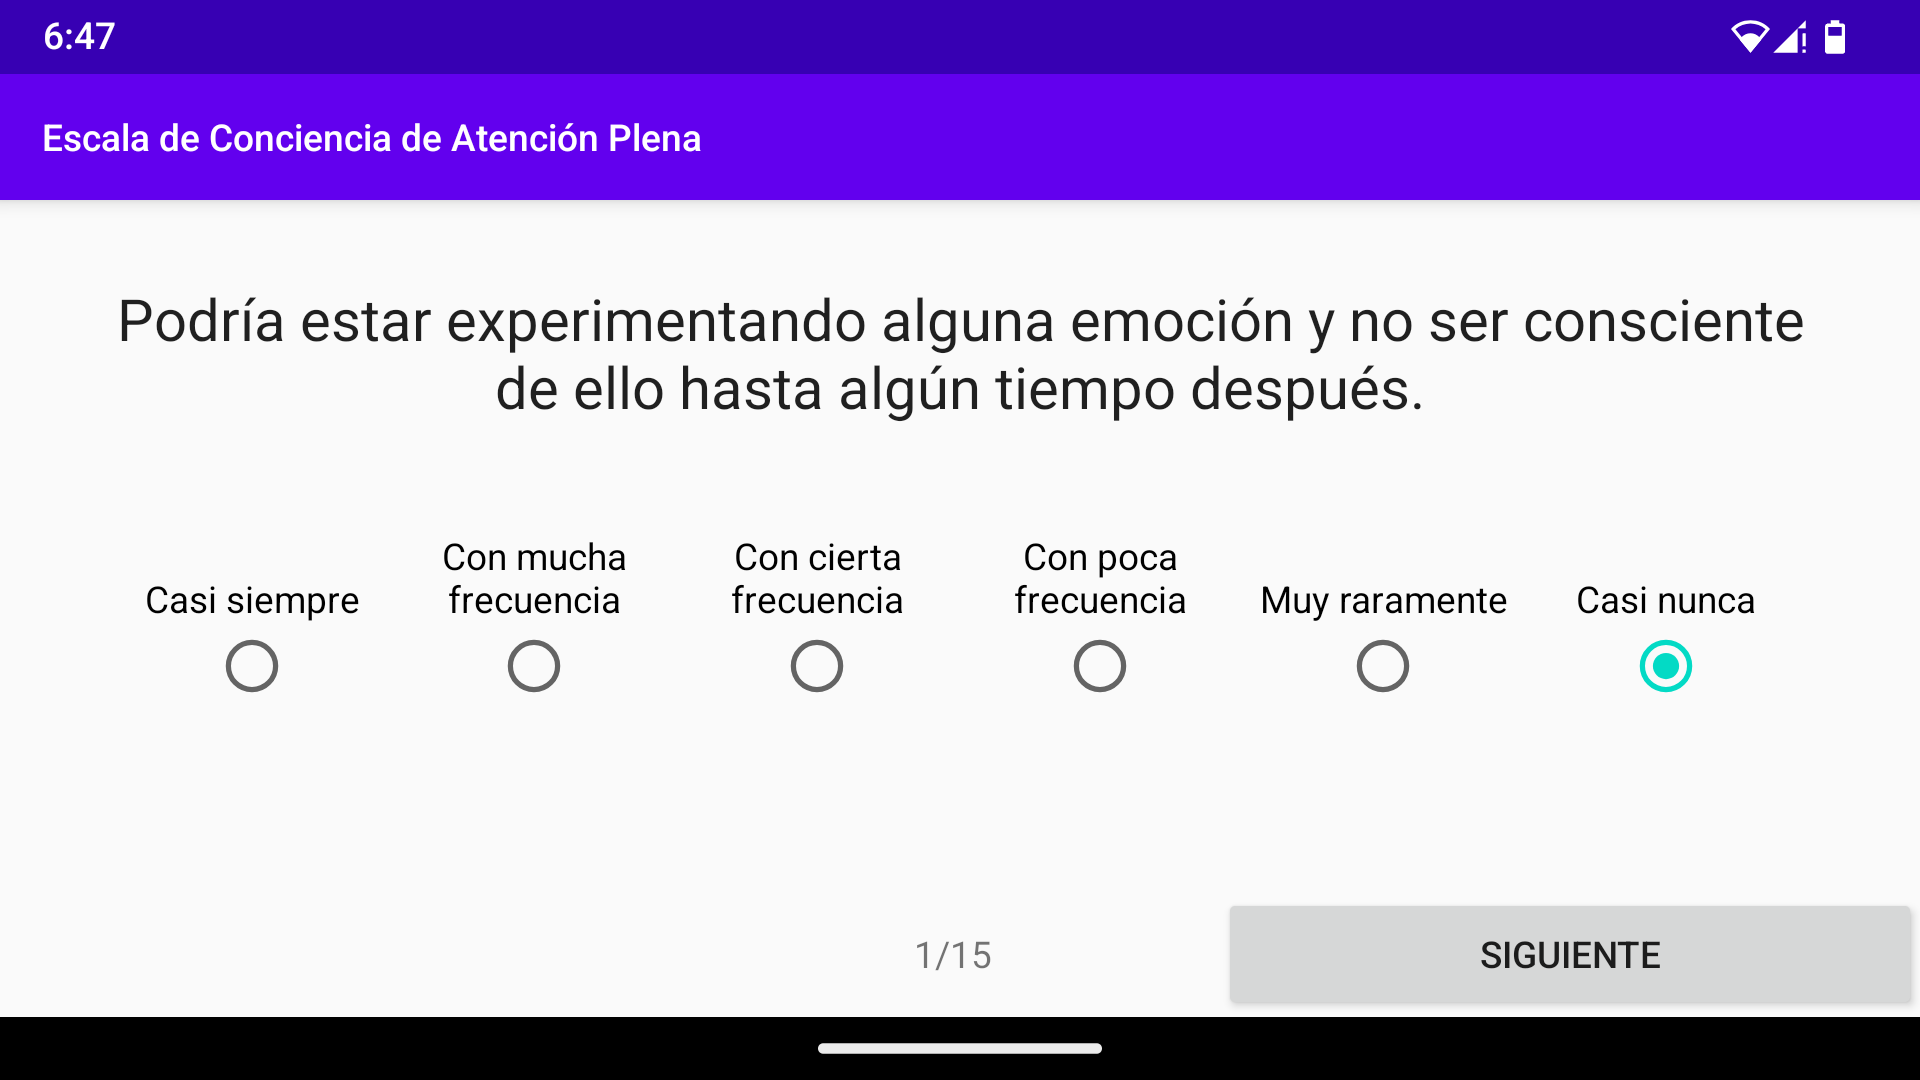 6:47
Escala de Conciencia de Atención Plena
Podría estar experimentando alguna emoción y no ser consciente
de ello hasta algún tiempo después.
Casi siempre
Con mucha
frecuencia
Con cierta
frecuencia
Con poca
frecuencia
Muy raramente
Casi nunca
1/15
SIGUIENTE